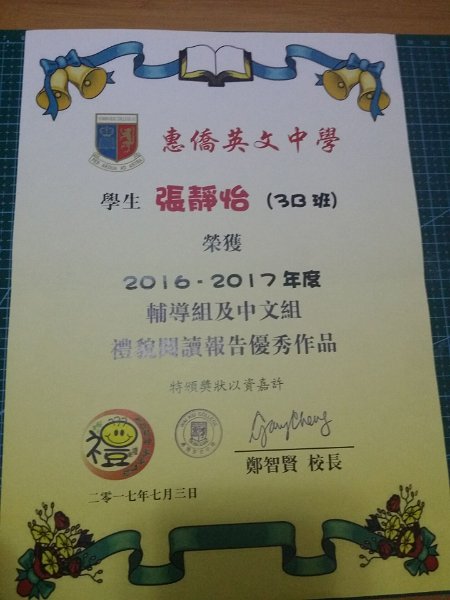 惠僑英文中學
學生 張靜怡 (3B 班)
榮獲
2016-2017年度
輔導組及中文組
禮貌閱讀報告優秀作品
特頒獎狀以資嘉許
禮
鄭智賢 校長
二零一七年七月三日